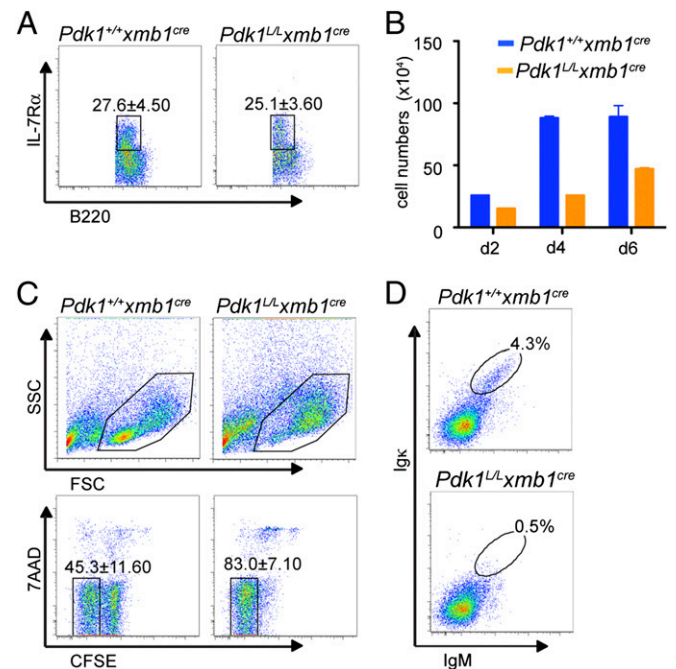 A
Pdk1+/+xmb1cre
Pdk1L/Lxmb1cre
27.6±4.50
25.1±3.60
IL-7Rα
B220
B
150
100
50
0
cell numbers (x10⁴)
Pdk1+/+xmb1cre
Pdk1L/Lxmb1cre
d2
d4
d6
C
Pdk1+/+xmb1cre
Pdk1L/Lxmb1cre
SSC
FSC
45.3±11.60
83.0±7.10
7AAD
CFSE
D
Pdk1+/+xmb1cre
4.3%
Pdk1L/Lxmb1cre
0.5%
Igκ
IgM